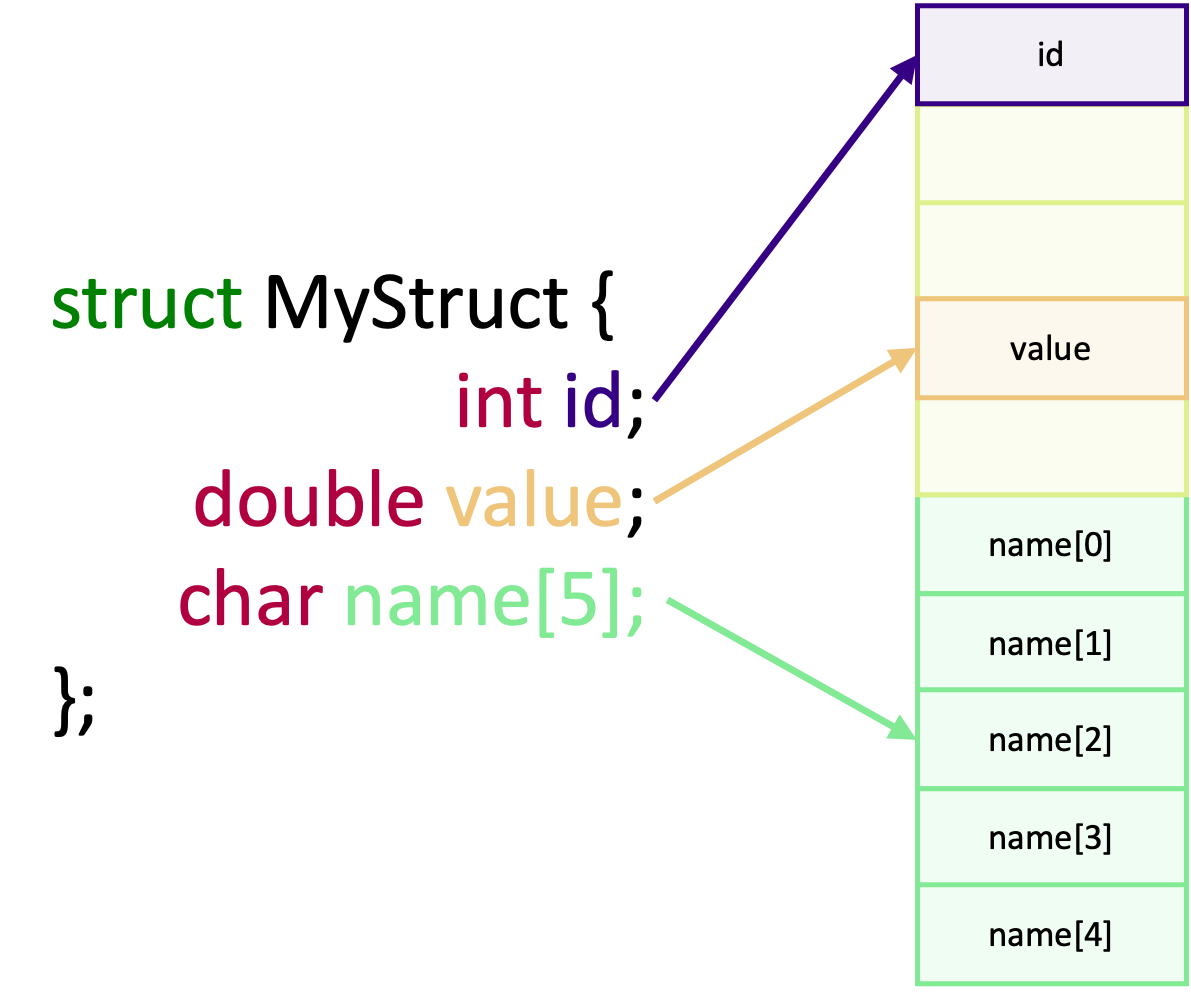 struct MyStruct {
int id;
double value;
char name[5];
};
id
value
name[0]
name[1]
name[2]
name[3]
name[4]